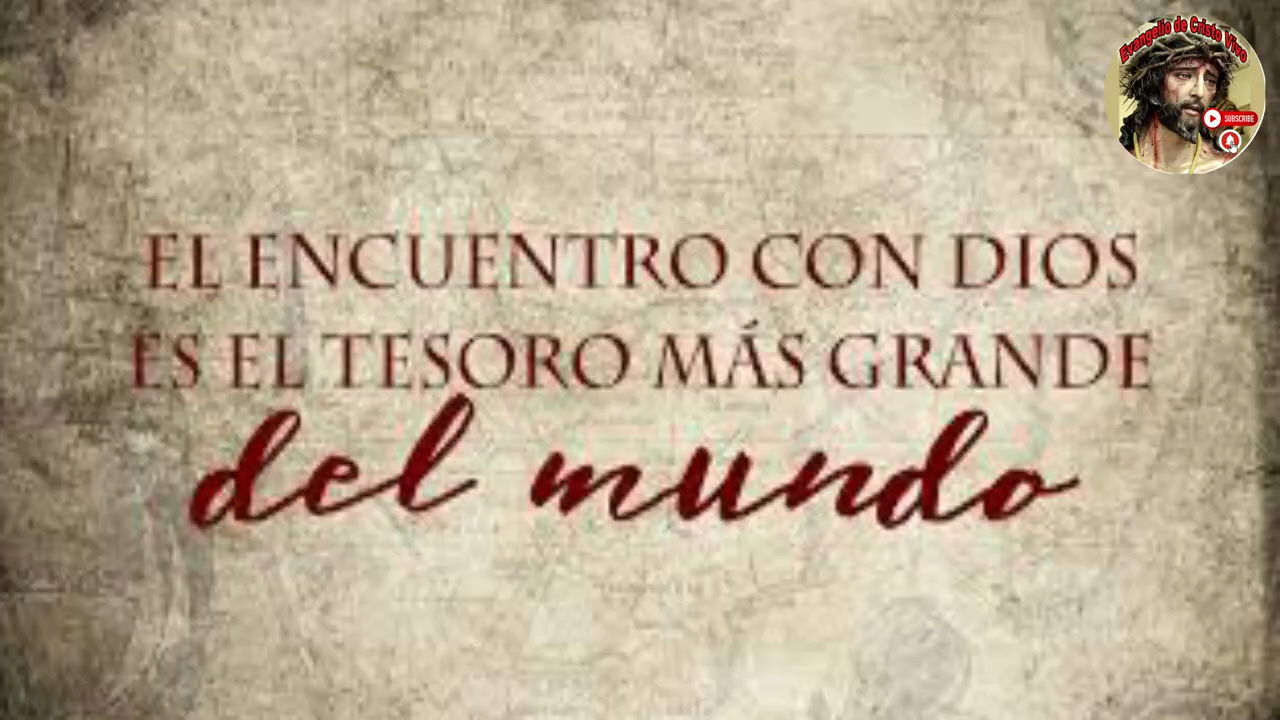 Evangelio de Cristo Vivo
SUBSCRIBE
EL ENCUENTRO CON DIOS
ES EL TESORO MÁS GRANDE
del mundo